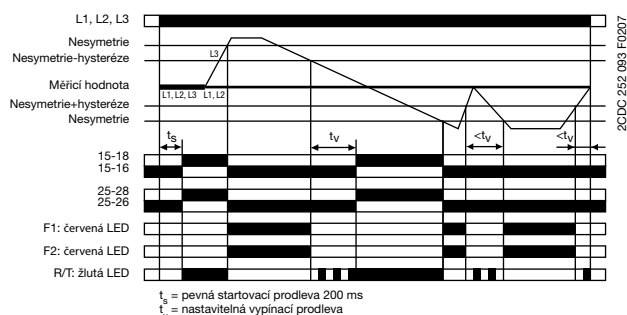 L1, L2, L3
Nesymetrie
L3
Nesymetrie-hysteréze
Měřicí hodnota
L1, L2, L3 L1, L2
Nesymetrie+hysteréze
Nesymetrie
ts tv <tv <tv
15-18
15-16
25-28
25-26
F1: červená LED
F2: červená LED
R/T: žlutá LED
ts = pevná startovací prodleva 200 ms
tv = nastavitelná vypínací prodleva
2CDC 252 093 F0207